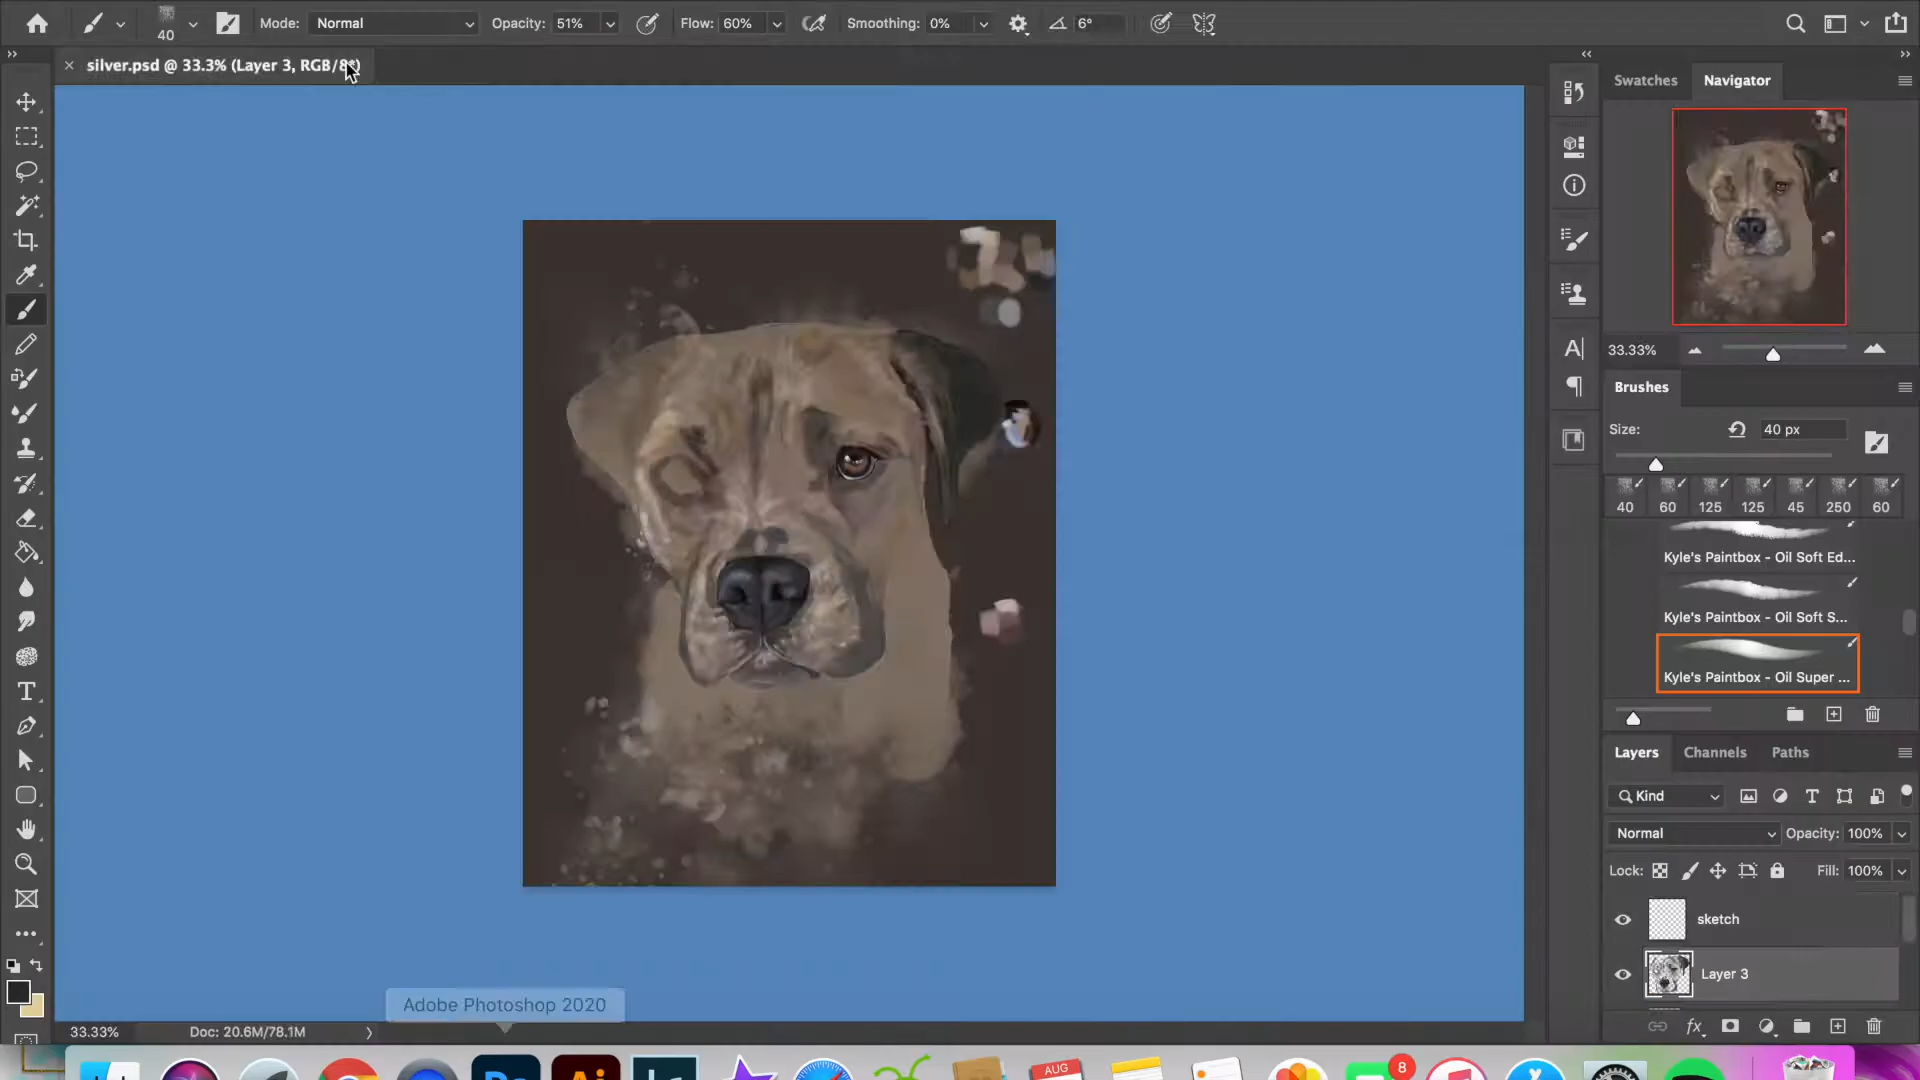 40
Mode: Normal
Opacity: 51%
Flow: 60%
Smoothing: 0%
6°
silver.psd @ 33.3% (Layer 3, RGB/8*)
Swatches
Navigator
33.33%
Brushes
Size:
40 px
40
60
125
125
45
250
60
Kyle's Paintbox - Oil Soft Ed...
Kyle's Paintbox - Oil Soft S...
Kyle's Paintbox - Oil Super ...
Layers
Channels
Paths
Kind
Normal
Opacity: 100%
Lock:
Fill: 100%
sketch
Layer 3
fx
Adobe Photoshop 2020
33.33%
Doc: 20.6M/78.1M
Ai
AUG
8